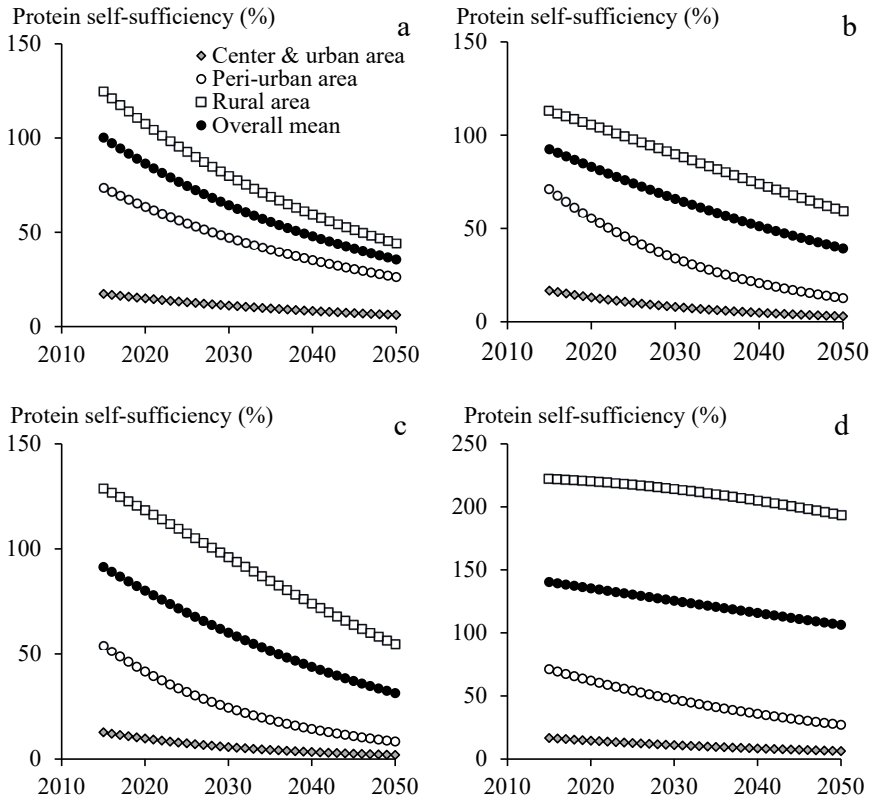 Protein self-sufficiency (%)
a
150
100
50
0
2010 2020 2030 2040 2050
Center & urban area
Peri-urban area
Rural area
Overall mean
Protein self-sufficiency (%)
b
150
100
50
0
2010 2020 2030 2040 2050
Protein self-sufficiency (%)
c
150
100
50
0
2010 2020 2030 2040 2050
Protein self-sufficiency (%)
d
250
200
150
100
50
0
2010 2020 2030 2040 2050